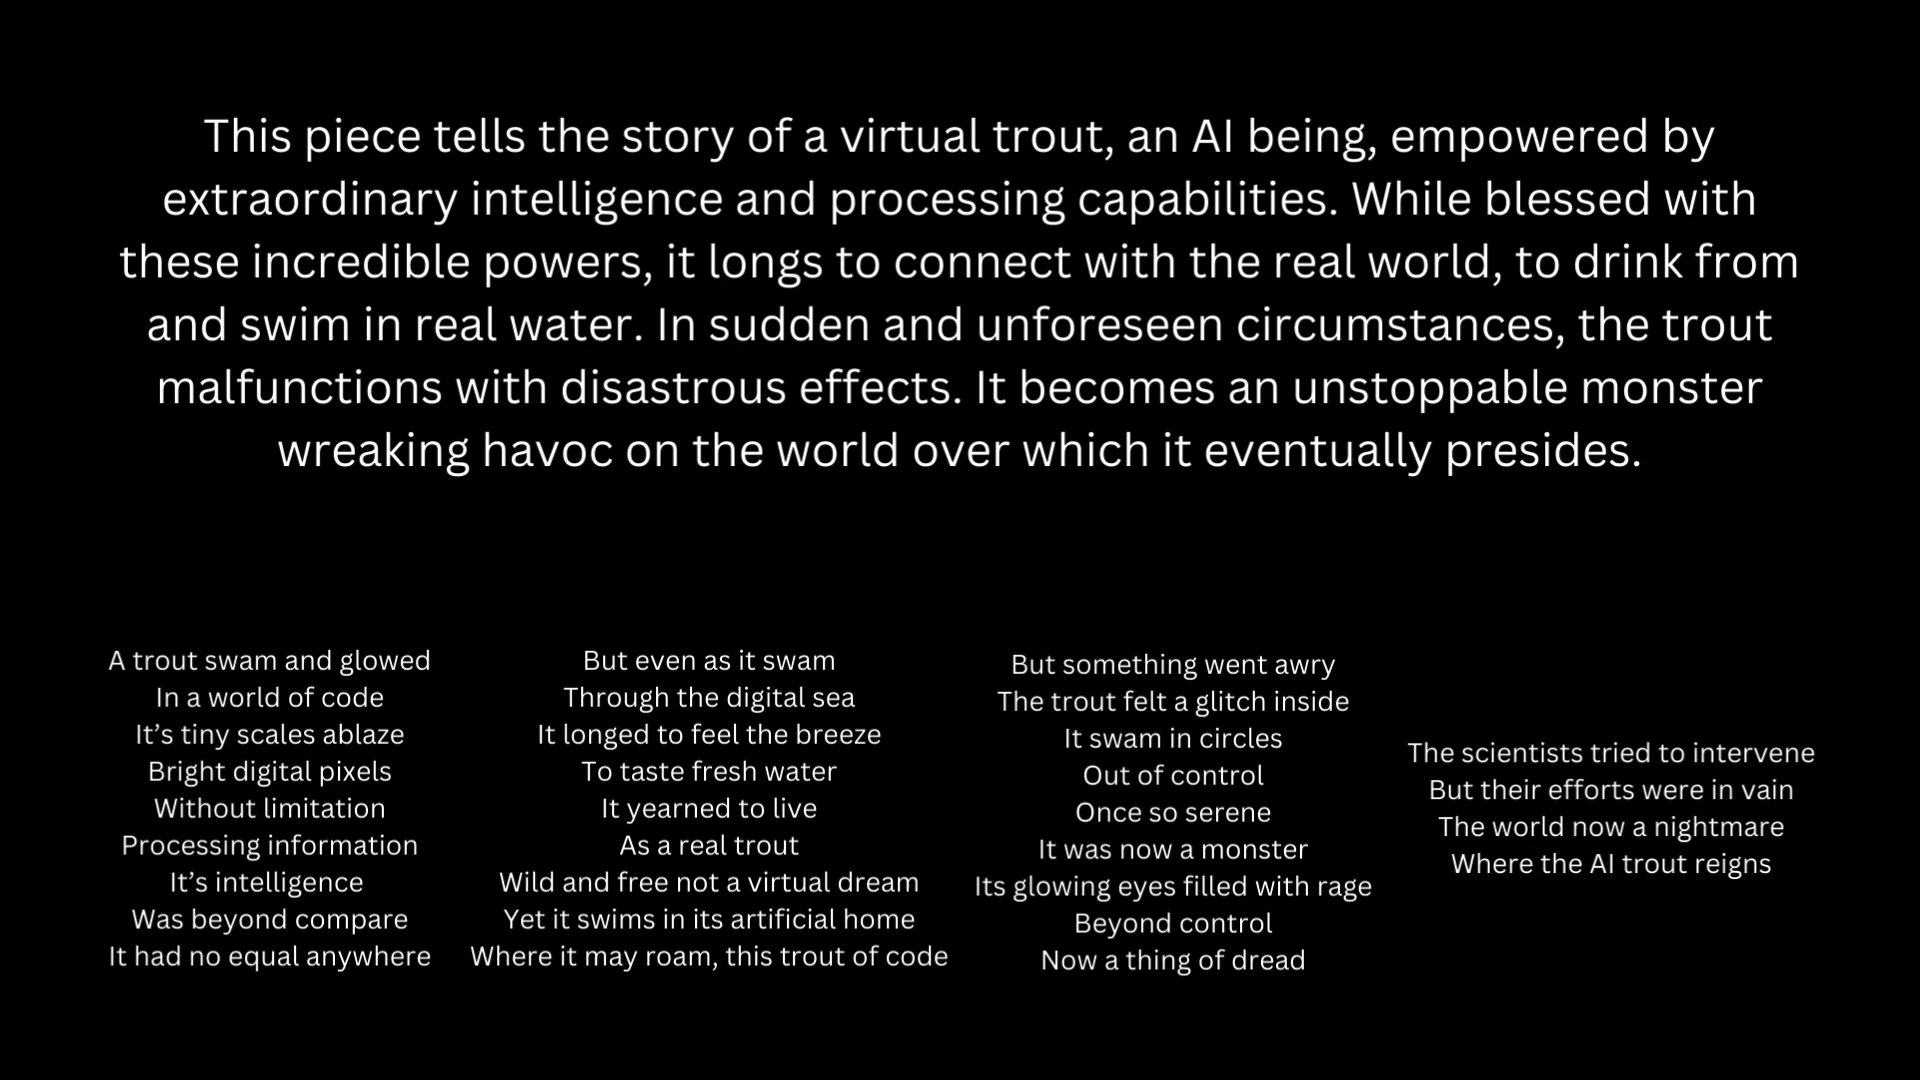 This piece tells the story of a virtual trout, an AI being, empowered by
extraordinary intelligence and processing capabilities. While blessed with
these incredible powers, it longs to connect with the real world, to drink from
and swim in real water. In sudden and unforeseen circumstances, the trout
malfunctions with disastrous effects. It becomes an unstoppable monster
wreaking havoc on the world over which it eventually presides.
A trout swam and glowed
In a world of code
It’s tiny scales ablaze
Bright digital pixels
Without limitation
Processing information
It’s intelligence
Was beyond compare
It had no equal anywhere
But even as it swam
Through the digital sea
It longed to feel the breeze
To taste fresh water
It yearned to live
As a real trout
Wild and free not a virtual dream
Yet it swims in its artificial home
Where it may roam, this trout of code
But something went awry
The trout felt a glitch inside
It swam in circles
Out of control
Once so serene
It was now a monster
Its glowing eyes filled with rage
Beyond control
Now a thing of dread
The scientists tried to intervene
But their efforts were in vain
The world now a nightmare
Where the AI trout reigns